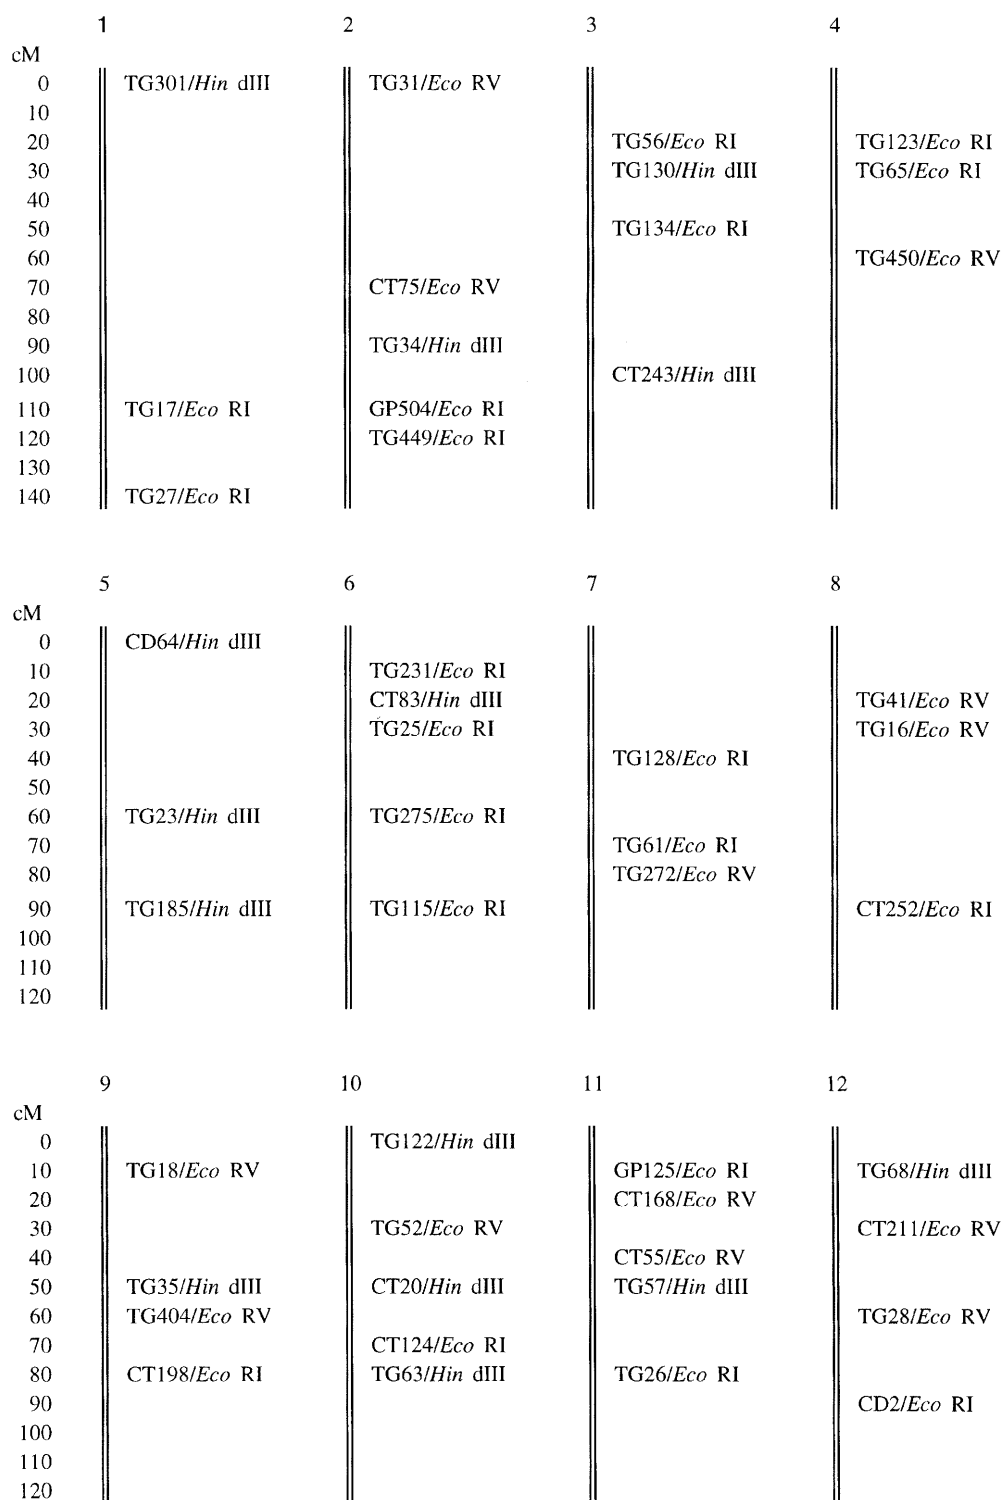 1 2 3 4
cM
0 TG301/Hin dIII TG31/Eco RV
10
20 TG56/Eco RI TG123/Eco RI
30 TG130/Hin dIII TG65/Eco RI
40
50 TG134/Eco RI
60 TG450/Eco RV
70 CT75/Eco RV
80
90 TG34/Hin dIII
100 CT243/Hin dIII
110 TG17/Eco RI GP504/Eco RI
120 TG449/Eco RI
130
140 TG27/Eco RI
5 6 7 8
cM
0 CD64/Hin dIII
10 TG231/Eco RI
20 CT83/Hin dIII TG41/Eco RV
30 TG25/Eco RI TG16/Eco RV
40 TG128/Eco RI
50
60 TG23/Hin dIII TG275/Eco RI
70 TG61/Eco RI
80 TG272/Eco RV
90 TG185/Hin dIII TG115/Eco RI CT252/Eco RI
100
110
120
9 10 11 12
cM
0 TG122/Hin dIII
10 TG18/Eco RV GP125/Eco RI TG68/Hin dIII
20 CT168/Eco RV
30 TG52/Eco RV CT211/Eco RV
40 CT55/Eco RV
50 TG35/Hin dIII CT20/Hin dIII TG57/Hin dIII
60 TG404/Eco RV TG28/Eco RV
70 CT124/Eco RI
80 CT198/Eco RI TG63/Hin dIII TG26/Eco RI
90 CD2/Eco RI
100
110
120